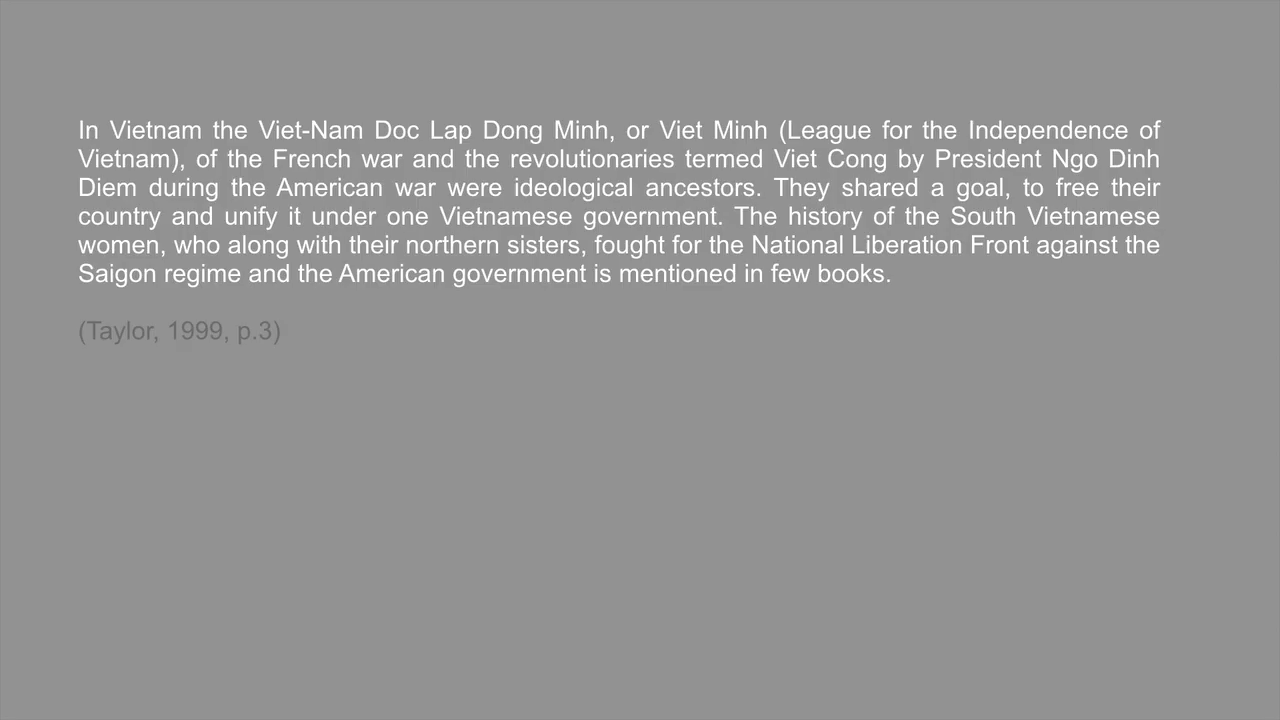 In Vietnam the Viet-Nam Doc Lap Dong Minh, or Viet Minh (League for the Independence of
Vietnam), of the French war and the revolutionaries termed Viet Cong by President Ngo Dinh
Diem during the American war were ideological ancestors. They shared a goal, to free their
country and unify it under one Vietnamese government. The history of the South Vietnamese
women, who along with their northern sisters, fought for the National Liberation Front against the
Saigon regime and the American government is mentioned in few books.
(Taylor, 1999, p.3)